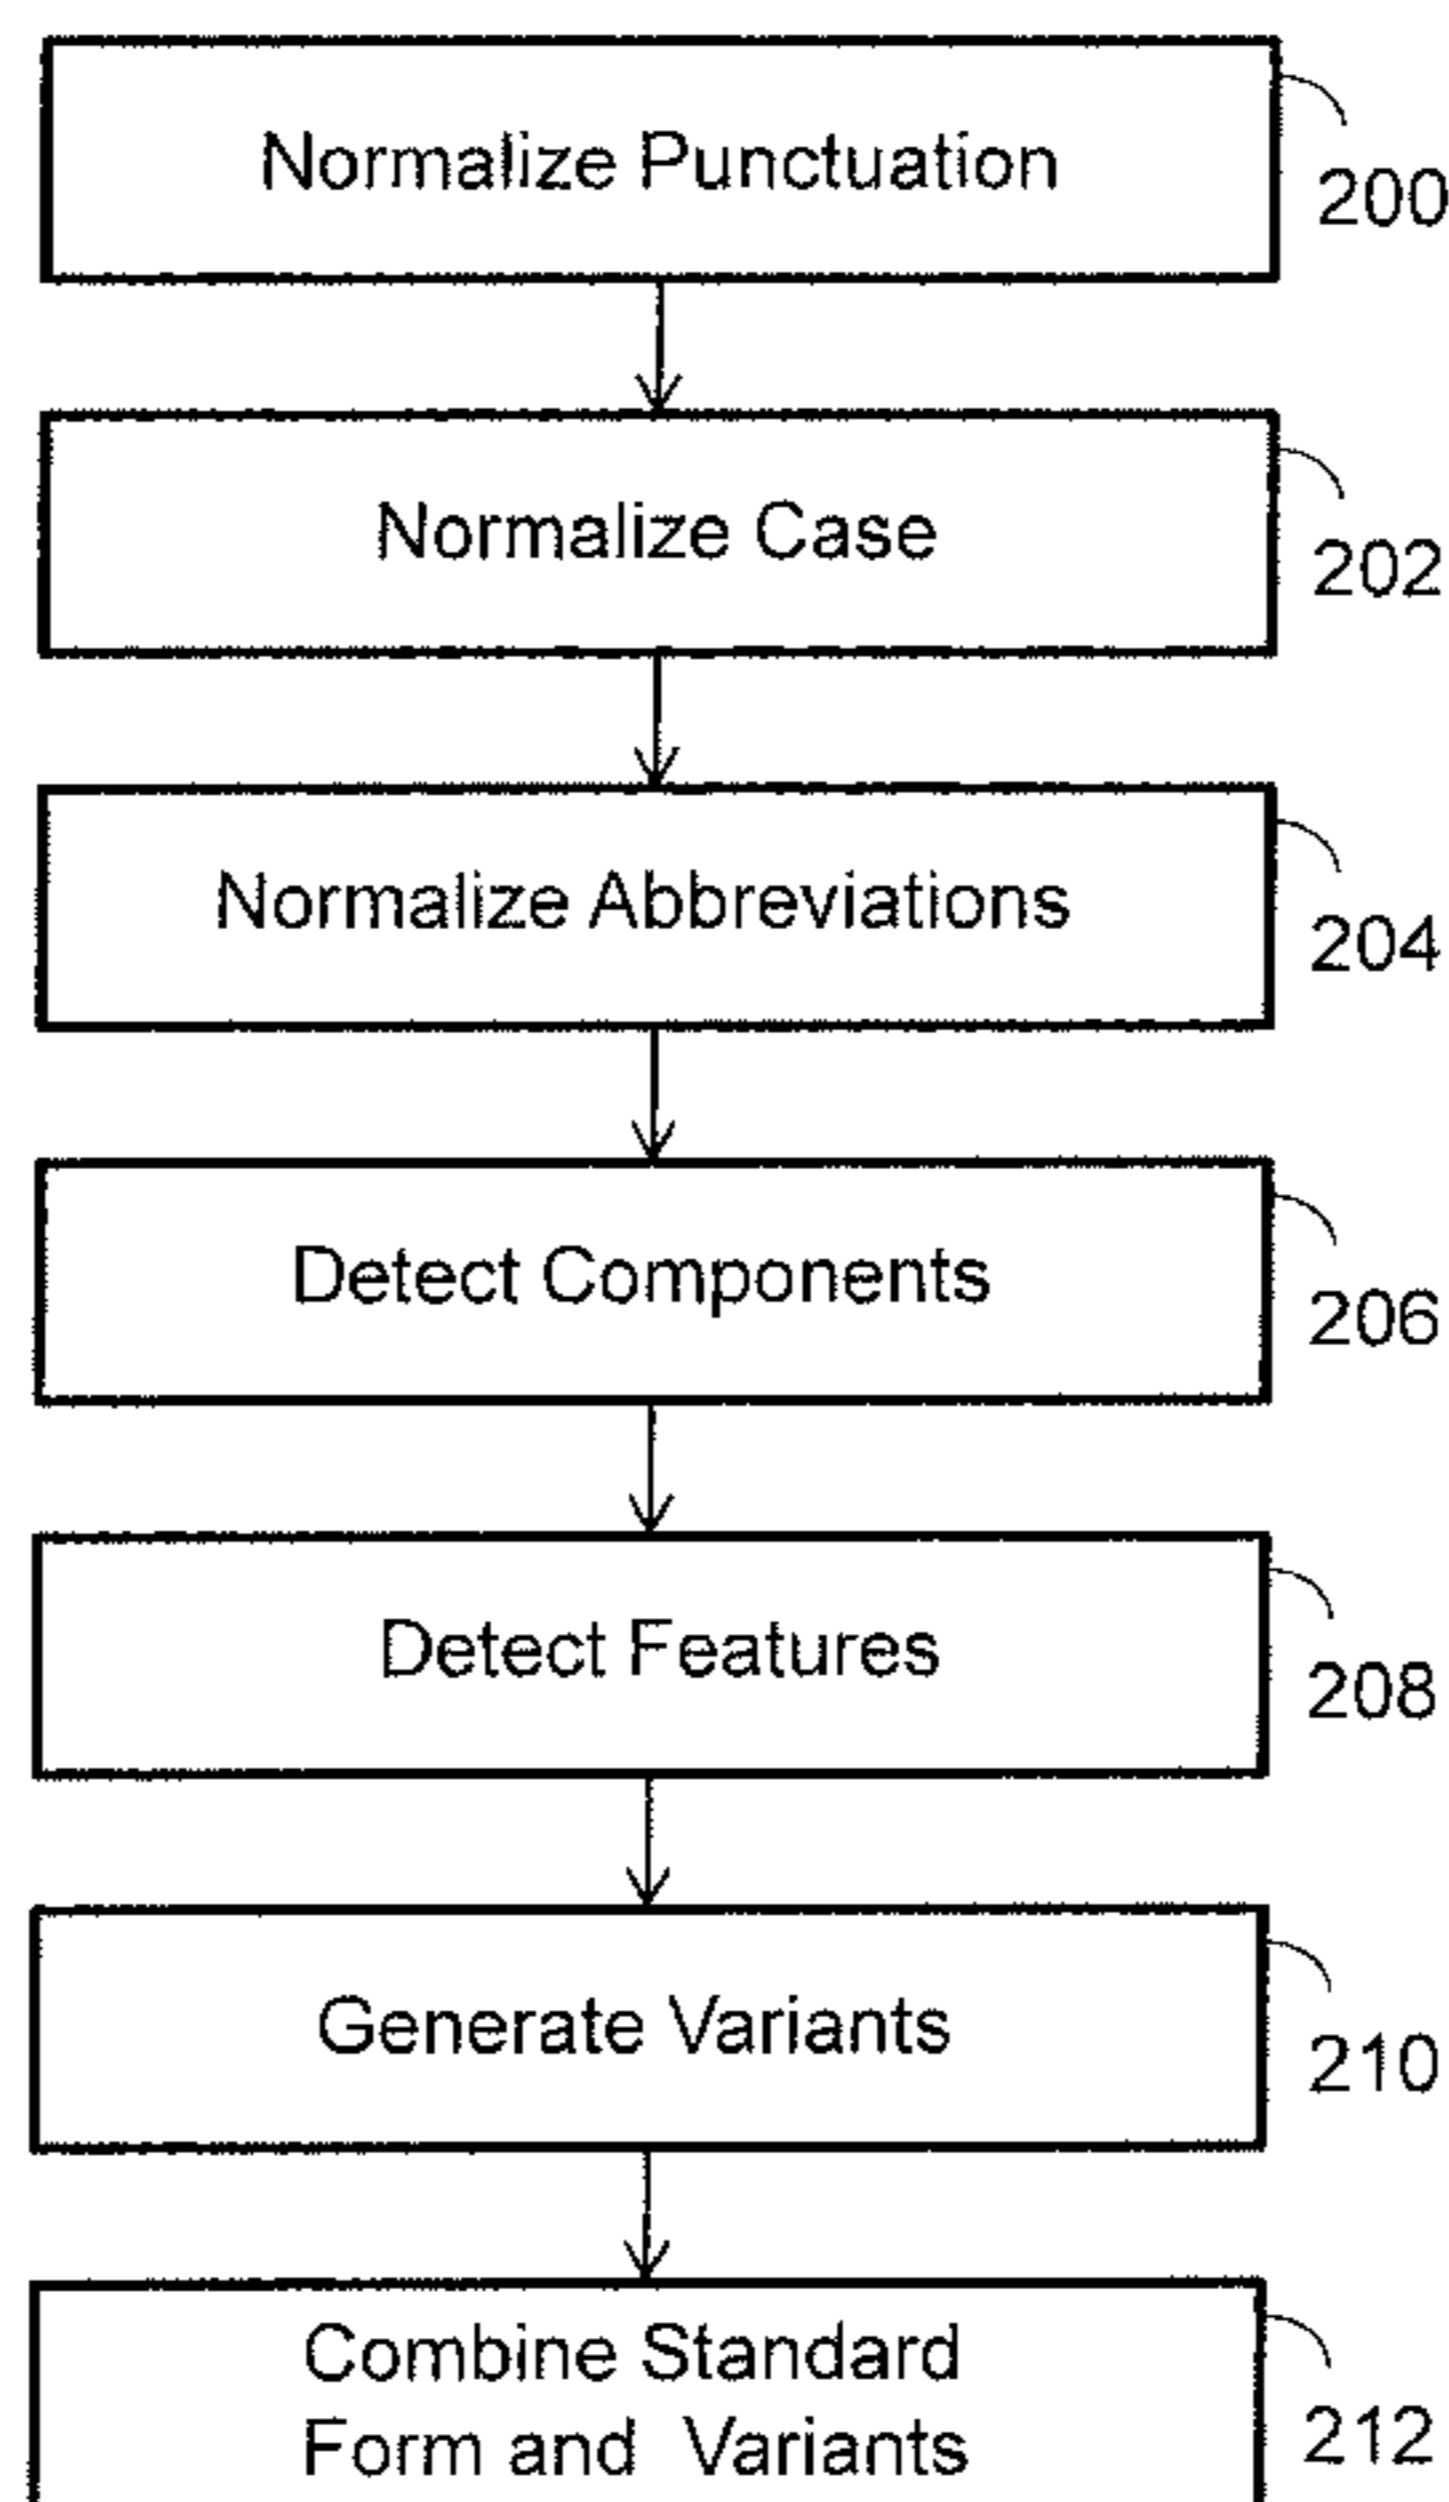 Normalize Punctuation
200
Normalize Case
202
Normalize Abbreviations
204
Detect Components
206
Detect Features
208
Generate Variants
210
Combine Standard
Form and Variants
212